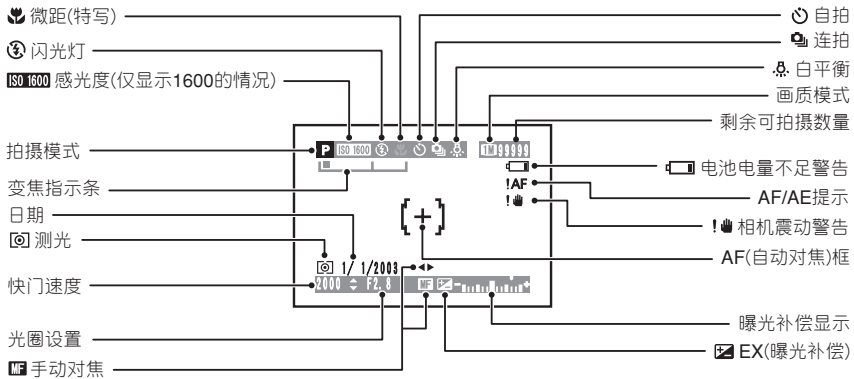 微距(特写)
闪光灯
ISO 1600 感光度(仅显示1600的情况)
拍摄模式
变焦指示条
日期
测光
快门速度
光圈设置
MF 手动对焦
P ISO 1600 1M 99999
!AF
!
1/ 1/2003
2000 F2.8 MF
自拍
连拍
白平衡
画质模式
剩余可拍摄数量
电池电量不足警告
AF/AE提示
!相机震动警告
AF(自动对焦)框
曝光补偿显示
EX(曝光补偿)